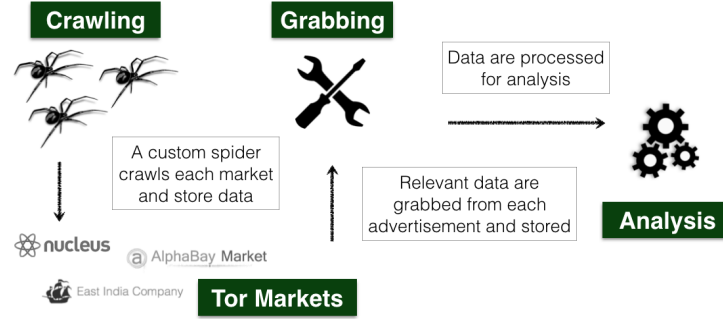 Crawling
Grabbing
Data are processed
for analysis
A custom spider
crawls each market
and store data
Relevant data are
grabbed from each
advertisement and stored
Analysis
nucleus
a AlphaBay Market
East India Company
Tor Markets